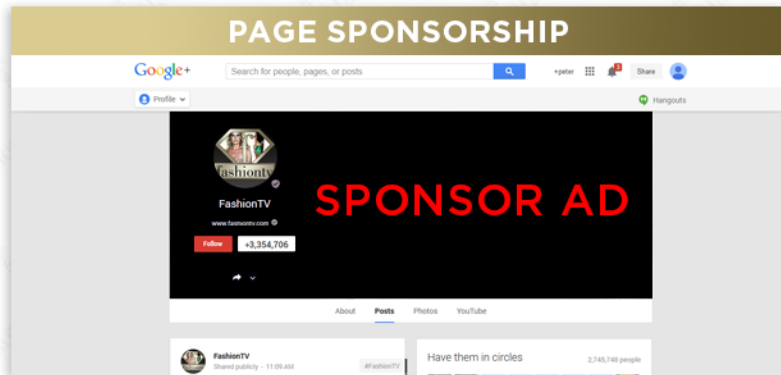 PAGE SPONSORSHIP
Google+
Search for people, pages, or posts
+peter
3
Share
Profile
Hangouts
fashiontv
FashionTV
www.fashiontv.com
SPONSOR AD
Follow
+3,354,706
About Posts Photos YouTube
FashionTV
Shared publicly - 11:09 AM
#FashionTV
Have them in circles
2,745,748 people